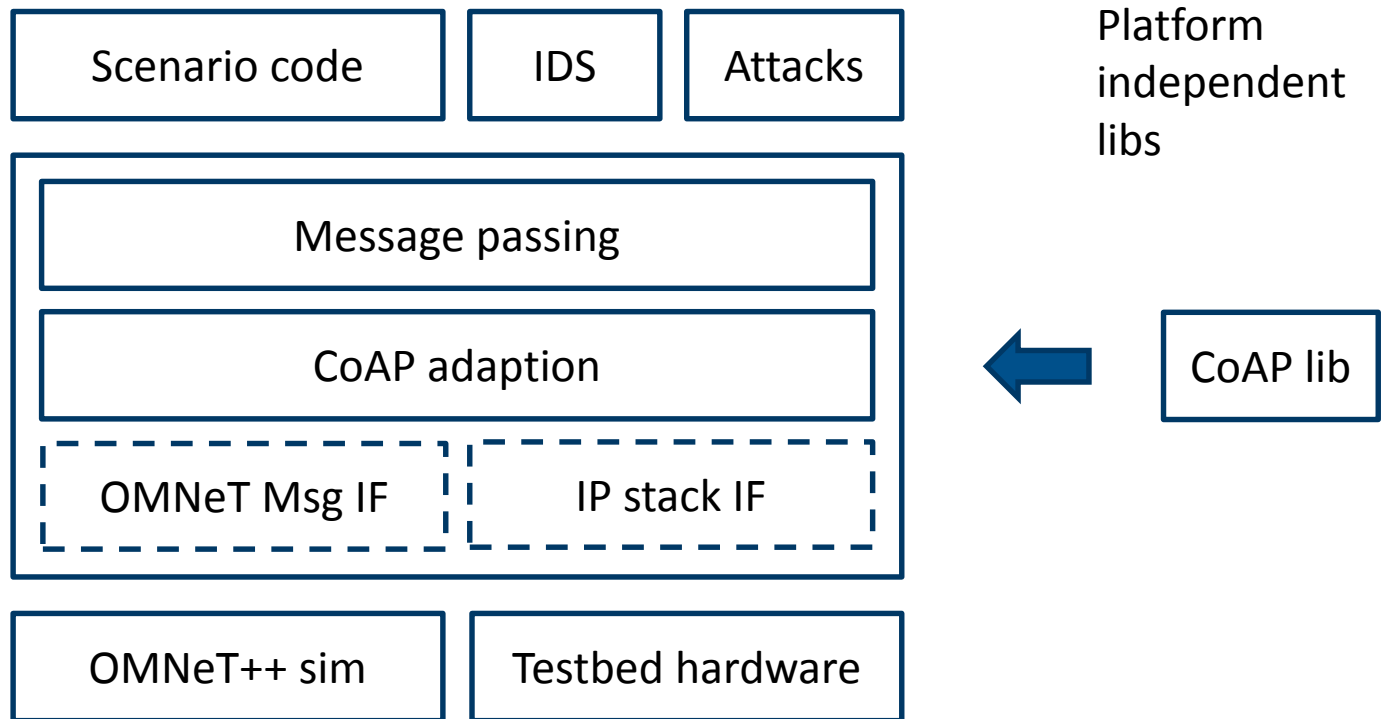 Scenario code
IDS
Attacks
Platform
independent
libs
Message passing
CoAP adaption
CoAP lib
OMNeT Msg IF
IP stack IF
OMNeT++ sim
Testbed hardware